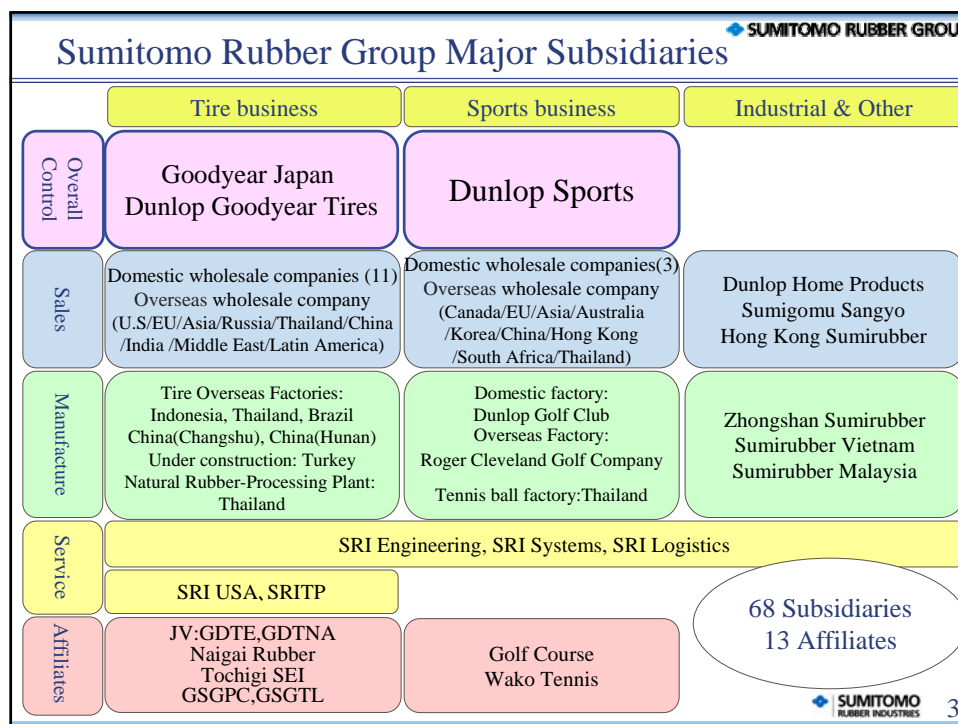 SUMITOMO RUBBER GROU
Sumitomo Rubber Group Major Subsidiaries
Tire business
Sports business
Industrial & Other
Overall
Control
Goodyear Japan
Dunlop Goodyear Tires
Dunlop Sports
Sales
Domestic wholesale companies (11)
Overseas wholesale company
(U.S/EU/Asia/Russia/Thailand/China
/India /Middle East/Latin America)
Domestic wholesale companies(3)
Overseas wholesale company
(Canada/EU/Asia/Australia
/Korea/China/Hong Kong
/South Africa/Thailand)
Dunlop Home Products
Sumigomu Sangyo
Hong Kong Sumirubber
Manufacture
Tire Overseas Factories:
Indonesia, Thailand, Brazil
China(Changshu), China(Hunan)
Under construction: Turkey
Natural Rubber-Processing Plant:
Thailand
Domestic factory:
Dunlop Golf Club
Overseas Factory:
Roger Cleveland Golf Company
Tennis ball factory:Thailand
Zhongshan Sumirubber
Sumirubber Vietnam
Sumirubber Malaysia
Service
SRI Engineering, SRI Systems, SRI Logistics
SRI USA, SRITP
Affiliates
JV:GDTE,GDTNA
Naigai Rubber
Tochigi SEI
GSGPC,GSGTL
Golf Course
Wako Tennis
68 Subsidiaries
13 Affiliates
SUMITOMO
RUBBER INDUSTRIES
3